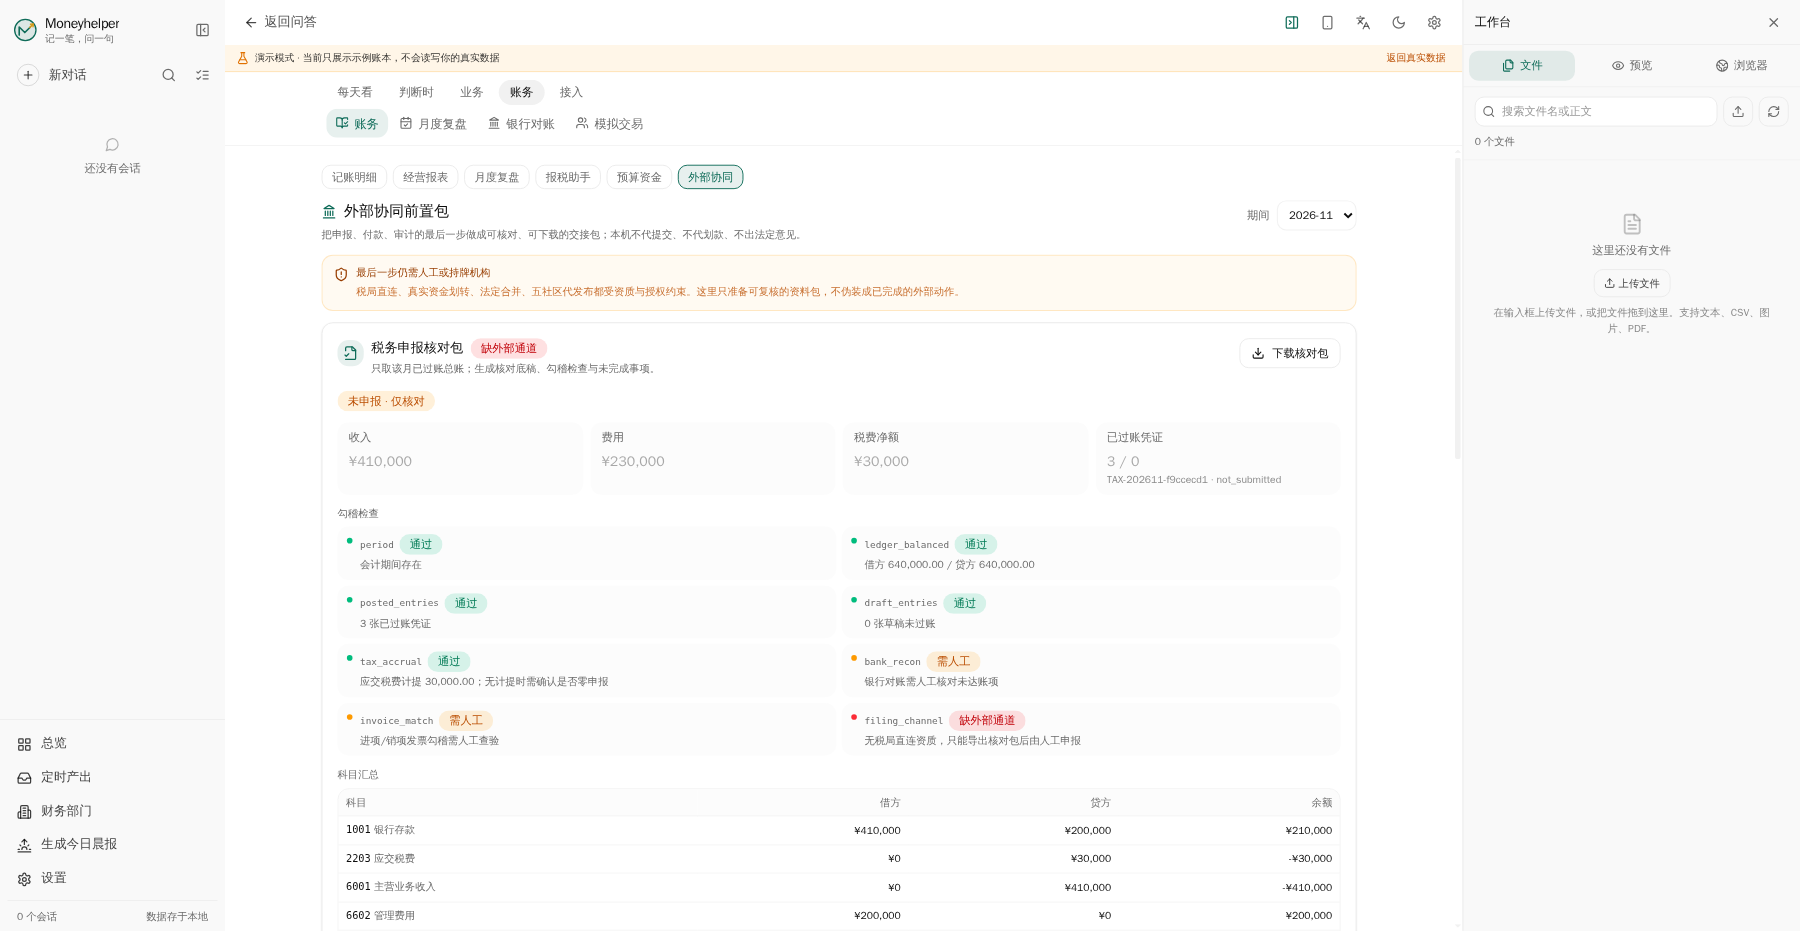 Moneyhelper
记一笔，问一句
新对话
还没有会话
总览
定时产出
财务部门
生成今日晨报
设置
0 个会话
数据存于本地
返回问答
演示模式 · 当前只展示示例账本，不会读写你的真实数据
返回真实数据
每天看
判断时
业务
账务
接入
账务
月度复盘
银行对账
模拟交易
记账明细
经营报表
月度复盘
报税助手
预算资金
外部协同
外部协同前置包
期间
2026-11
把申报、付款、审计的最后一步做成可核对、可下载的交接包；本机不代提交、不代划款、不出法定意见。
最后一步仍需人工或持牌机构
税局直连、真实资金划转、法定合并、五社区代发布都受资质与授权约束。这里只准备可复核的资料包，不伪装成已完成的外部动作。
税务申报核对包
缺外部通道
只取该月已过账总账；生成核对底稿、勾稽检查与未完成事项。
下载核对包
未申报 · 仅核对
收入
¥410,000
费用
¥230,000
税费净额
¥30,000
已过账凭证
3 / 0
TAX-202611-f9ccecd1 · not_submitted
勾稽检查
period 通过
会计期间存在
ledger_balanced 通过
借方 640,000.00 / 贷方 640,000.00
posted_entries 通过
3 张已过账凭证
draft_entries 通过
0 张草稿未过账
tax_accrual 通过
应交税费计提 30,000.00；无计提时需确认是否零申报
bank_recon 需人工
银行对账需人工核对未达账项
invoice_match 需人工
进项/销项发票勾稽需人工查验
filing_channel 缺外部通道
无税局直连资质，只能导出核对包后由人工申报
科目汇总
科目 借方 贷方 余额
1001 银行存款 ¥410,000 ¥200,000 ¥210,000
2203 应交税费 ¥0 ¥30,000 -¥30,000
6001 主营业务收入 ¥0 ¥410,000 -¥410,000
6602 管理费用 ¥200,000 ¥0 ¥200,000
工作台
文件
预览
浏览器
搜索文件名或正文
0 个文件
这里还没有文件
上传文件
在输入框上传文件，或把文件拖到这里。支持文本、CSV、图
片、PDF。